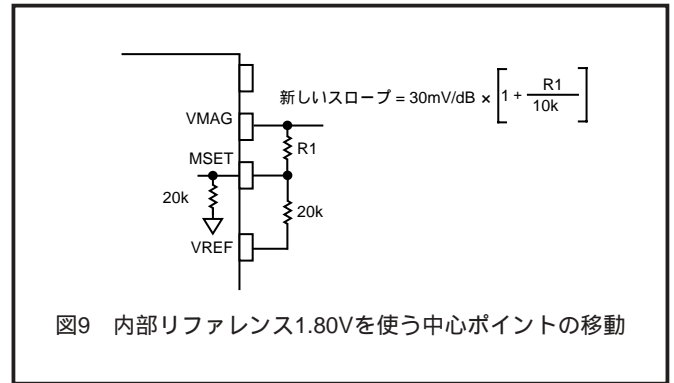 新しいスロープ = 30mV/dB × [1 + R1/10k]
VMAG
R1
MSET
20k
20k
VREF
図9 内部リファレンス1.80Vを使う中心ポイントの移動